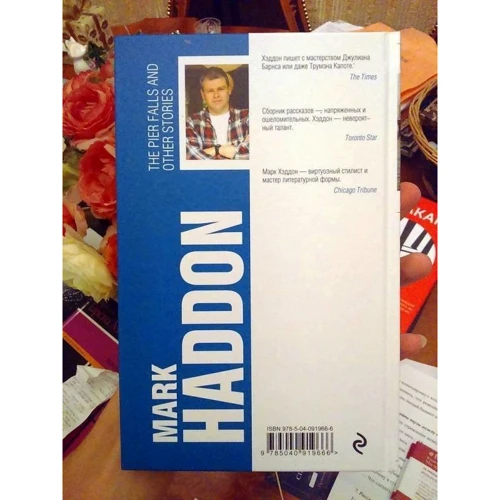 THE PIER FALLS AND
OTHER STORIES
MARK
HADDON
Хэддон пишет с мастерством Джулиана
Барнса или даже Трумэна Капоте.
The Times
Сборник рассказов — напряженных и
ошеломительных. Хэддон — невероят-
ный талант.
Toronto Star
Марк Хэддон — виртуозный стилист и
мастер литературной формы.
Chicago Tribune
ISBN 978-5-04-091966-6
9 785040 919666 >